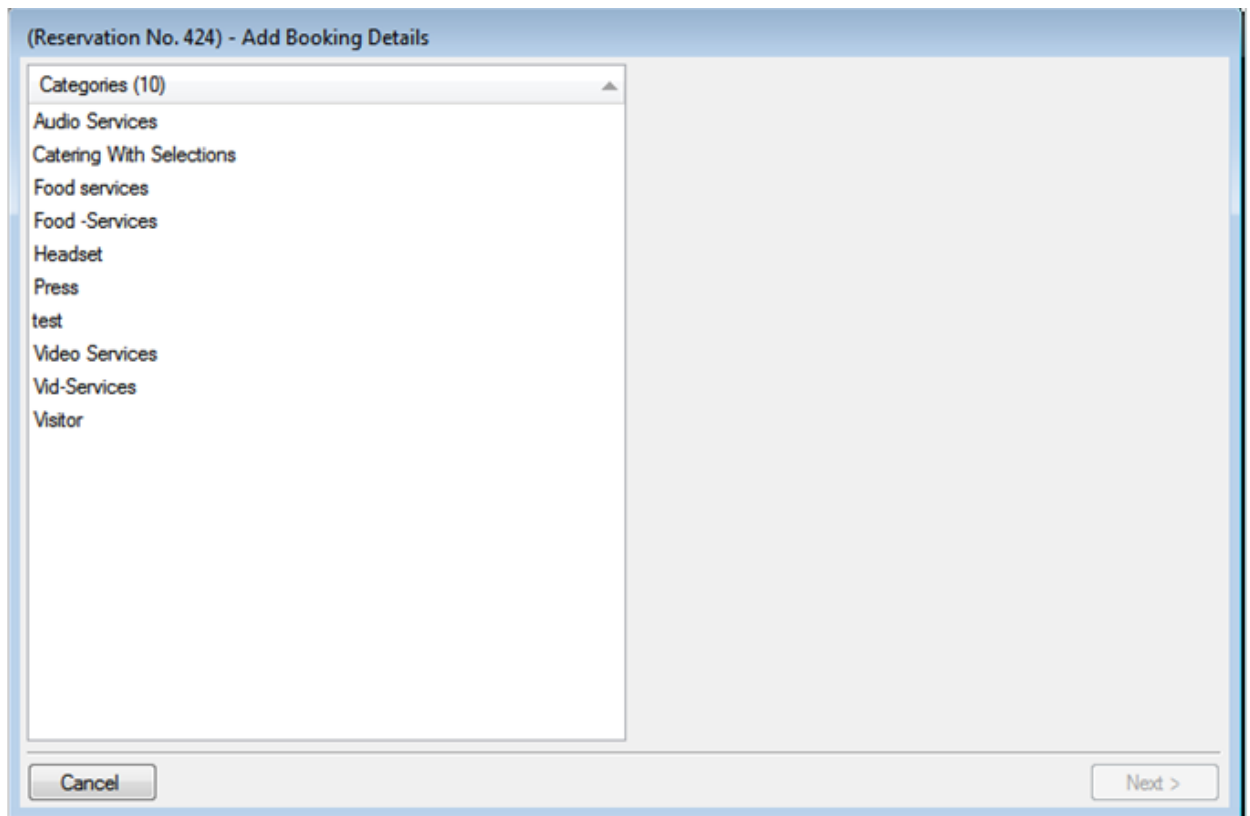 (Reservation No. 424) - Add Booking Details
Categories (10)
Audio Services
Catering With Selections
Food services
Food -Services
Headset
Press
test
Video Services
Vid-Services
Visitor
Cancel
Next >